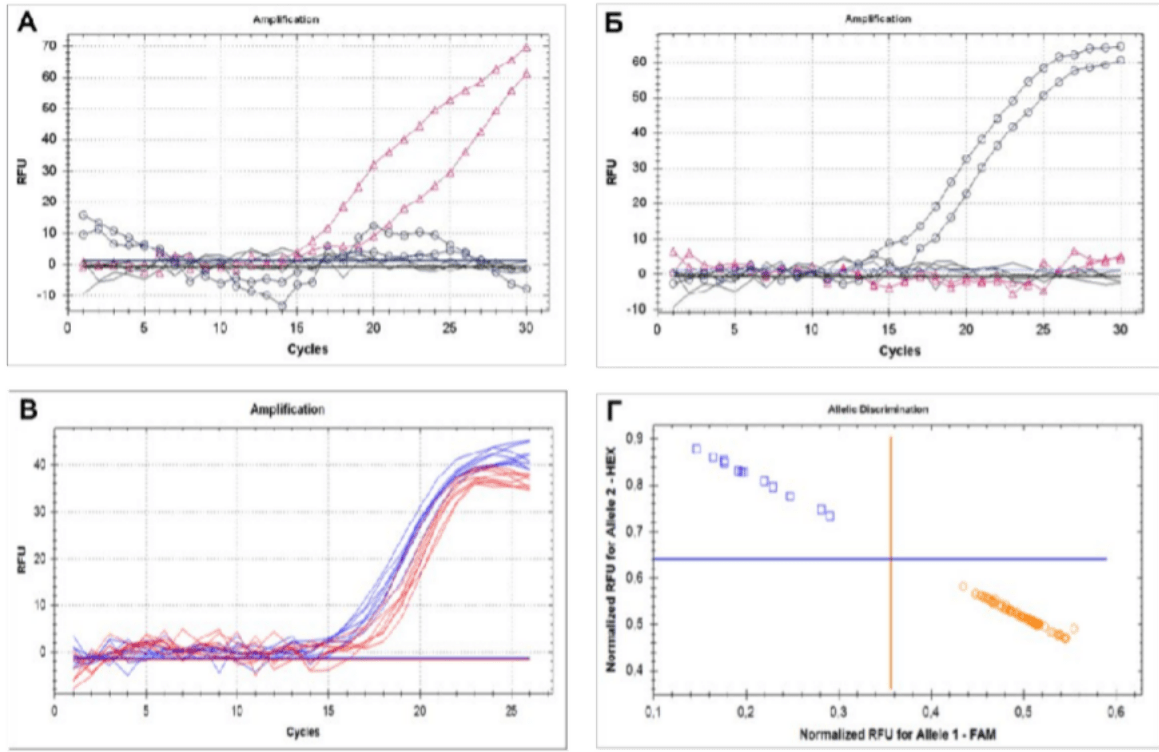 А
Amplification
RFU
70
60
50
40
30
20
10
0
-10
0 5 10 15 20 25 30
Cycles
Б
Amplification
RFU
60
50
40
30
20
10
0
-10
0 5 10 15 20 25 30
Cycles
В
Amplification
RFU
40
30
20
10
0
0 5 10 15 20 25
Cycles
Г
Allelic Discrimination
Normalized RFU for Allele 2 - HEX
0,9
0,8
0,7
0,6
0,5
0,4
0,1 0,2 0,3 0,4 0,5 0,6
Normalized RFU for Allele 1 - FAM